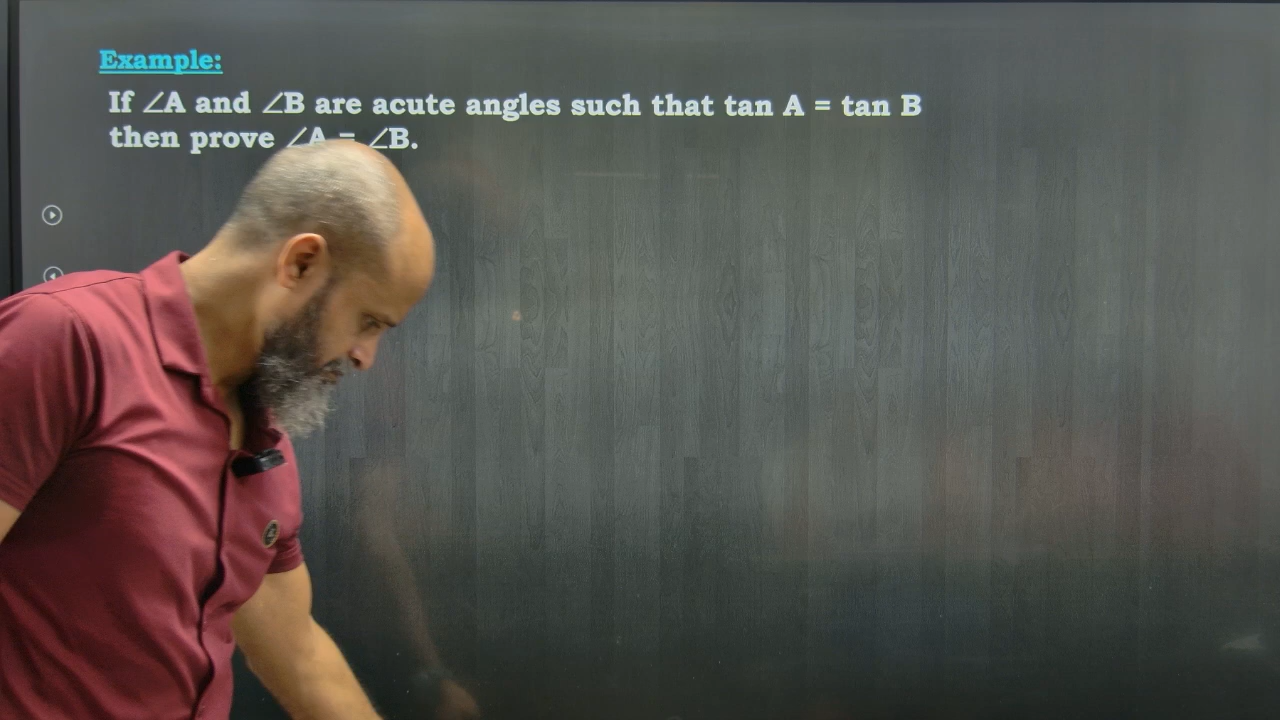 Example:
If ∠A and ∠B are acute angles such that tan A = tan B
then prove ∠A = ∠B.